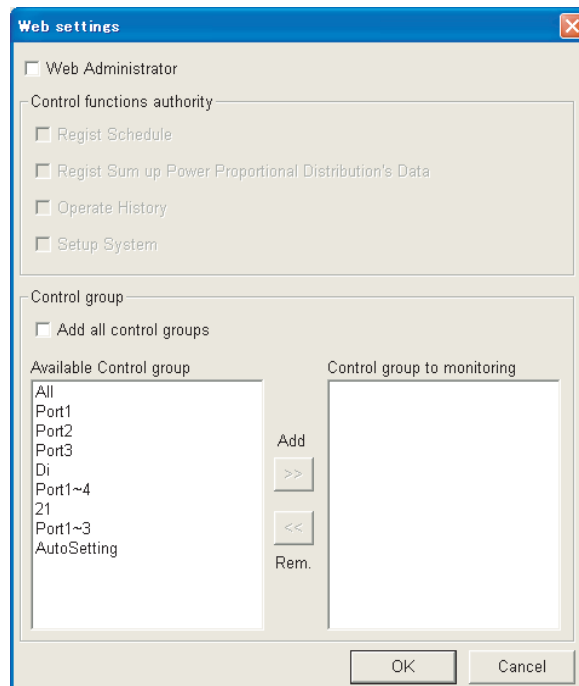 Web settings
Web Administrator
Control functions authority
Regist Schedule
Regist Sum up Power Proportional Distribution's Data
Operate History
Setup System
Control group
Add all control groups
Available Control group
All
Port1
Port2
Port3
Di
Port1~4
21
Port1~3
AutoSetting
Add
>>
<<
Rem.
Control group to monitoring
OK
Cancel